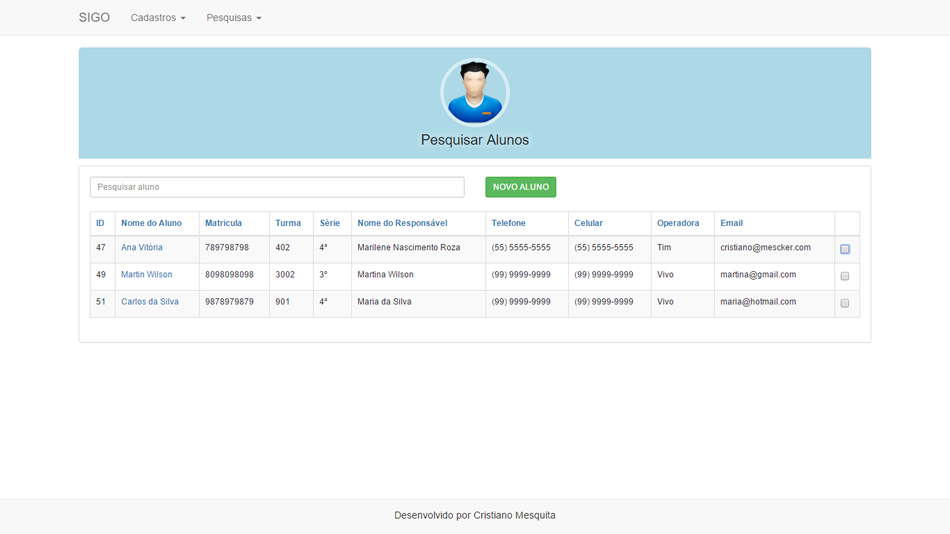 SIGO Cadastros Pesquisas
Pesquisar Alunos
Pesquisar aluno NOVO ALUNO
ID Nome do Aluno Matrícula Turma Série Nome do Responsável Telefone Celular Operadora Email
47 Ana Vitória 789798798 402 4ª Marilene Nascimento Roza (55) 5555-5555 (55) 5555-5555 Tim cristiano@mescker.com
49 Martin Wilson 8098098098 3002 3ª Martina Wilson (99) 9999-9999 (99) 9999-9999 Vivo martina@gmail.com
51 Carlos da Silva 9878979879 901 4ª Maria da Silva (99) 9999-9999 (99) 9999-9999 Vivo maria@hotmail.com
Desenvolvido por Cristiano Mesquita